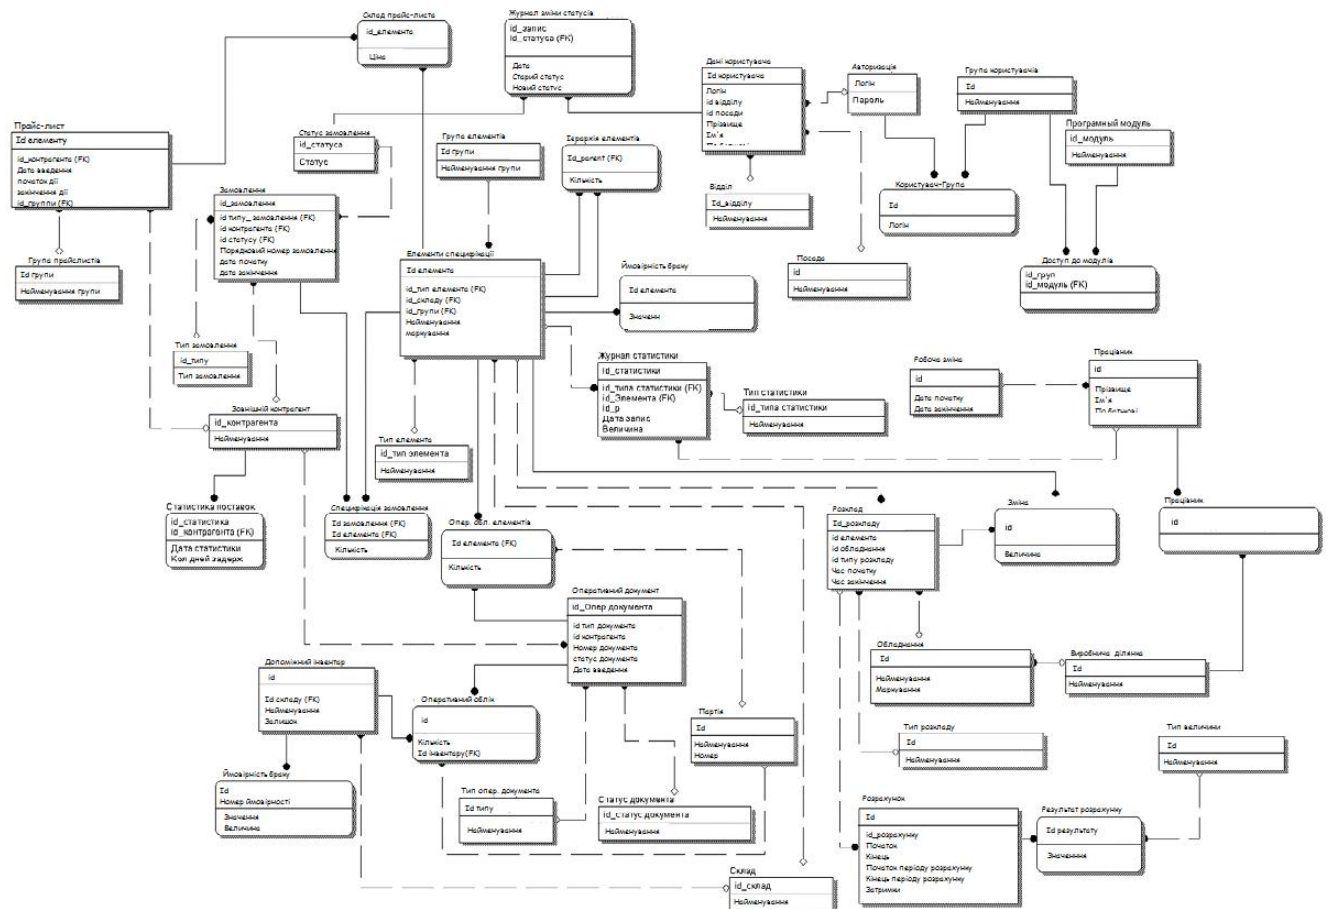 Склад прайс-листа
id_елемента
Ціна
Журнал зміни статусів
id_запис
id_статуса (FK)
Дата
Старий статус
Новий статус
Дані користувача
Id користувача
Логін
id відділу
id посади
Прізвище
Ім'я
Авторизація
Логін
Пароль
Група користувачів
Id
Найменування
Програмный модуль
id_модуль
Найменування
Прайс-лист
Id елементу
id_контрагента (FK)
Дата введення
початок дії
закінчення дії
id_группи (FK)
Статус замовлення
id_статуса
Статус
Група елементів
Id групи
Найменування групи
Ієрархія елементів
Id_parent (FK)
Кількість
Відділ
Id_відділу
Найменування
Користувач-Група
Id
Логін
Замовлення
id_замовлення
id типу_ замовлення (FK)
id контрагента (FK)
id статусу (FK)
Порядковий номер замовлення
дата початку
дата закінчення
Група прайслистів
Id групи
Найменування групи
Елементи специфікації
Id елемента
id_тип елемента (FK)
id_складу (FK)
id_групи (FK)
Найменування
маркування
Ймовірність браку
Id елемента
Значенн
Посада
id
Найменування
Доступ до модулів
id_груп
id_модуль (FK)
Тип замовлення
id_типу
Тип замовлення
Журнал статистики
id_статистики
id_типа статистики (FK)
id_Элемента (FK)
id_р
Дата запис
Величина
Тип статистики
id_типа статистики
Найменування
Робоча зміна
id
Дата початку
Дата закінчення
Працівник
id
Прізвище
Ім'я
По батькові
Зовнішній контрагент
id_контрагента
Найменування
Тип елемента
id_тип элемента
Найменування
Статистика поставок
id_статистика
id_контрагента (FK)
Дата статистики
Кол дней задерж
Специфікація замовлення
Id замовлення (FK)
Id елемента (FK)
Кількість
Опер. обл. елементів
Id елемента (FK)
Кількість
Розклад
Id_розкладу
id елемента
id обладнання
id типу розкладу
Час початку
Час закінчення
Зміна
id
Величина
Працівник
id
Оперативний документ
id_Опер документа
id тип документа
id контрагента
Номер документа
статус документа
Дата введення
Обладнання
Id
Найменування
Маркування
Виробнича ділянка
Id
Найменування
Допоміжний інвентар
id
Id складу (FK)
Найменування
Залишок
Оперативний облік
id
Кількість
Id інвентару(FK)
Партія
Id
Найменування
Номер
Тип розкладу
Id
Найменування
Тип величини
Id
Найменування
Ймовірність браку
Id
Номер ймовірності
Значення
Величина
Тип опер. документа
Id типу
Найменування
Статус документа
id_статус документа
Найменування
Розрахунок
Id
id_розрахунку
Початок
Кінець
Початок періоду розрахунку
Кінець періоду розрахунку
Затримки
Результат розрахунку
Id результату
Значенння
Склад
id_склад
Найменування